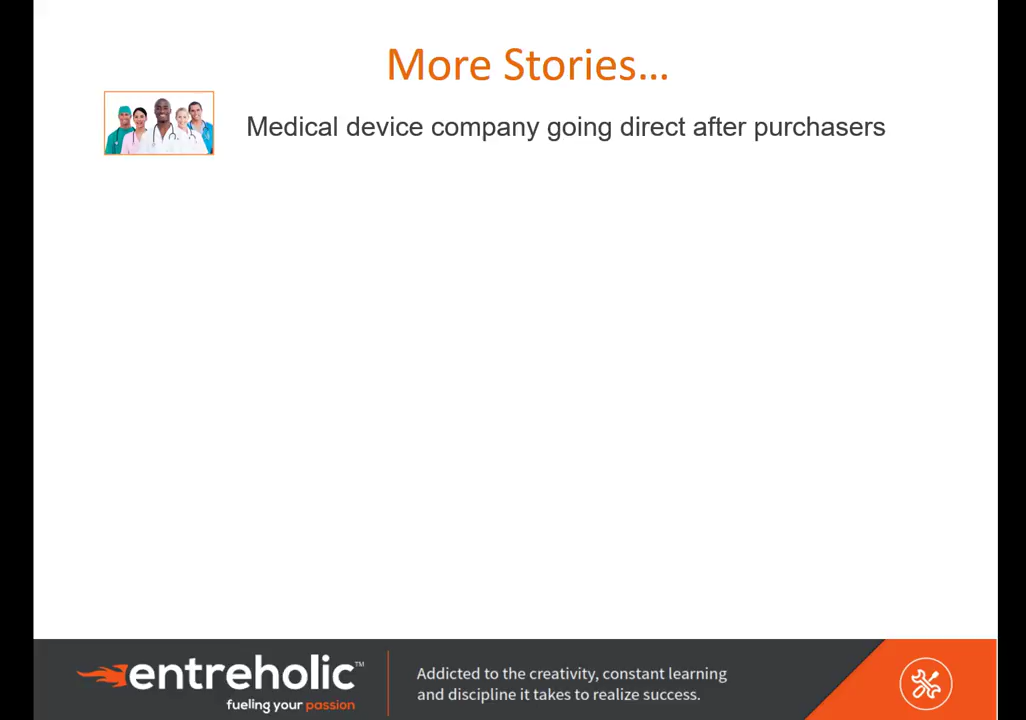 More Stories...
Medical device company going direct after purchasers
entreholic™
fueling your passion
Addicted to the creativity, constant learning
and discipline it takes to realize success.